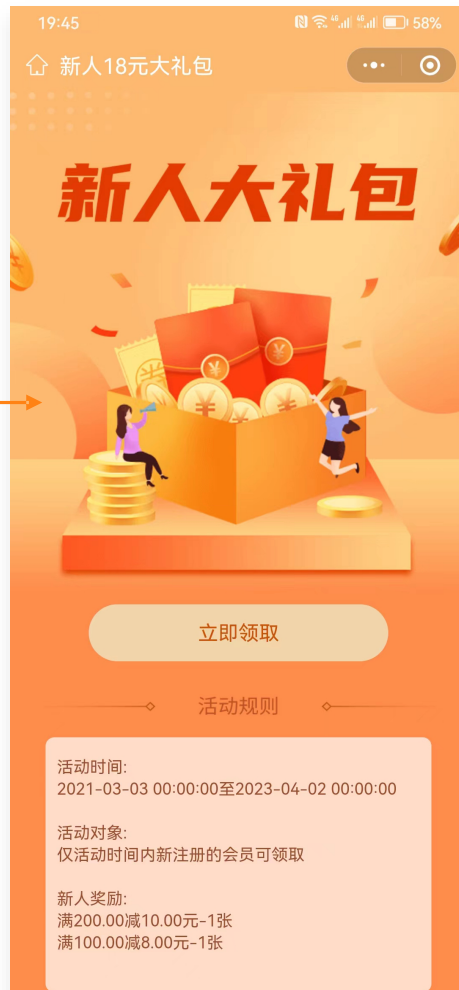 19:45
58%
新人18元大礼包
新人大礼包
立即领取
活动规则
活动时间:
2021-03-03 00:00:00至2023-04-02 00:00:00
活动对象:
仅活动时间内新注册的会员可领取
新人奖励:
满200.00减10.00元-1张
满100.00减8.00元-1张